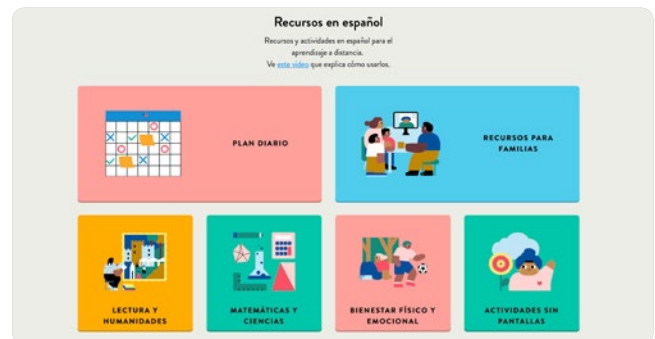 Recursos en español
Recursos y actividades en español para el
aprendizaje a distancia.
Ve este video que explica cómo usarlos.
PLAN DIARIO
RECURSOS PARA
FAMILIAS
LECTURA Y
HUMANIDADES
MATEMÁTICAS Y
CIENCIAS
BIENESTAR FÍSICO Y
EMOCIONAL
ACTIVIDADES SIN
PANTALLAS